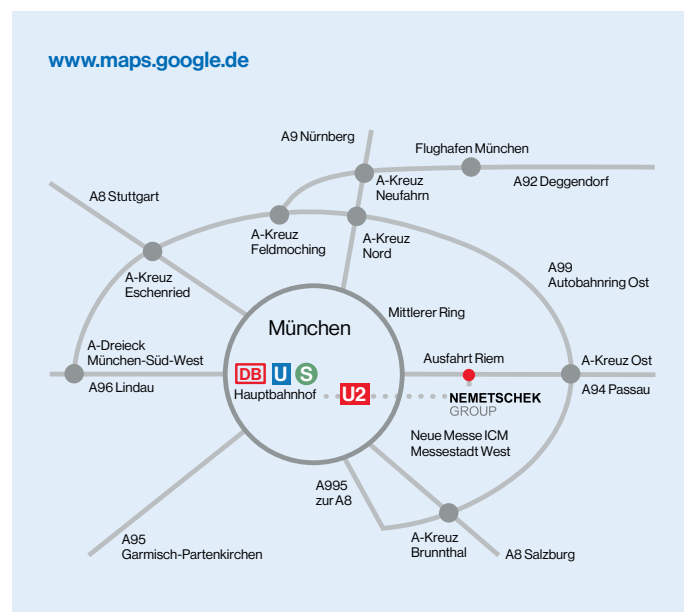 www.maps.google.de
A9 Nürnberg
Flughafen München
A-Kreuz
Neufahrn
A92 Deggendorf
A8 Stuttgart
A-Kreuz
Feldmoching
A-Kreuz
Nord
A-Kreuz
Eschenried
A99
Autobahnring Ost
Mittlerer Ring
München
A-Dreieck
München-Süd-West
Ausfahrt Riem
A-Kreuz Ost
DB U S
A96 Lindau
A94 Passau
Hauptbahnhof
U2
NEMETSCHEK
GROUP
Neue Messe ICM
Messestadt West
A995
zur A8
A95
Garmisch-Partenkirchen
A-Kreuz
Brunnthal
A8 Salzburg